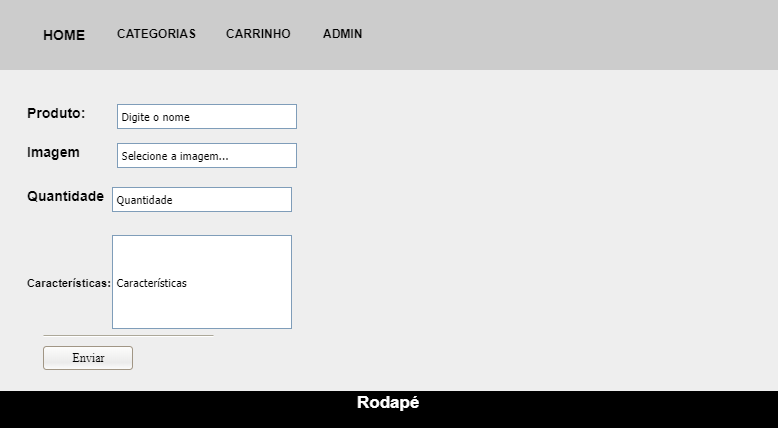 HOME CATEGORIAS CARRINHO ADMIN
Produto: Digite o nome
Imagem Selecione a imagem...
Quantidade Quantidade
Características: Características
Enviar
Rodapé